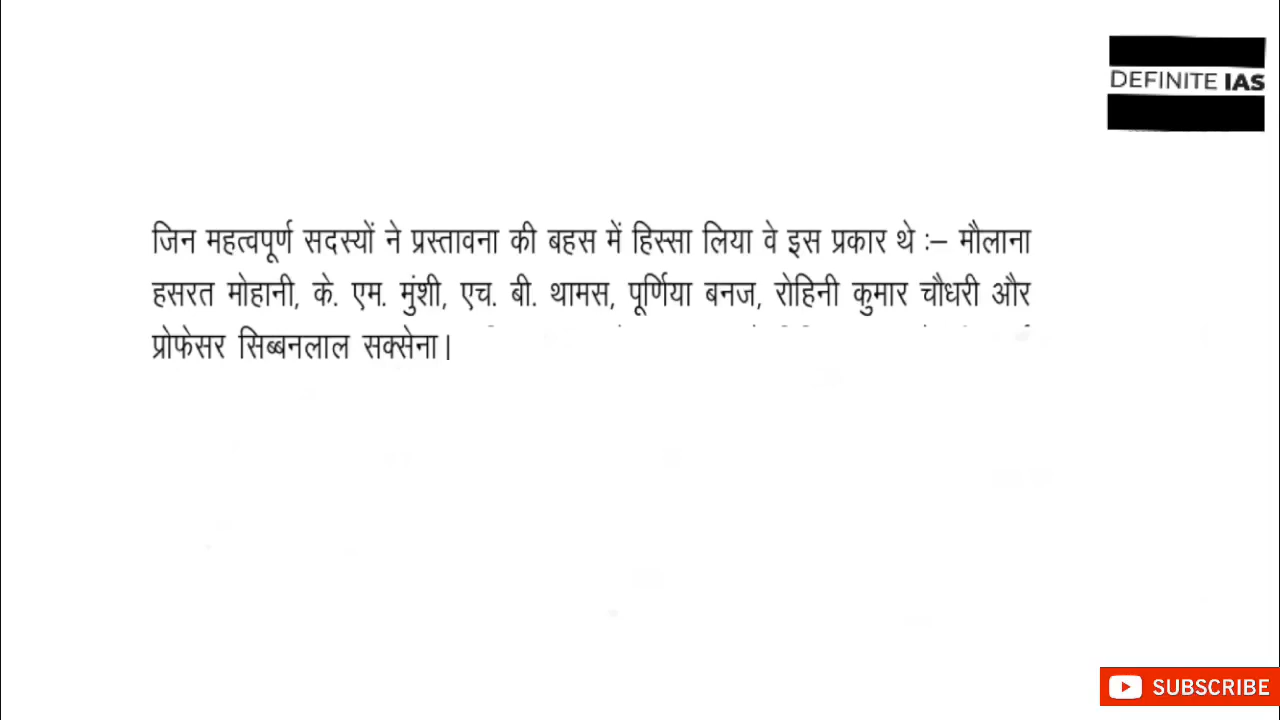 DEFINITE IAS
जिन महत्वपूर्ण सदस्यों ने प्रस्तावना की बहस में हिस्सा लिया वे इस प्रकार थे :– मौलाना
हसरत मोहानी, के. एम. मुंशी, एच. बी. थामस, पूर्णिया बनज, रोहिनी कुमार चौधरी और
प्रोफेसर सिब्बनलाल सक्सेना।
SUBSCRIBE